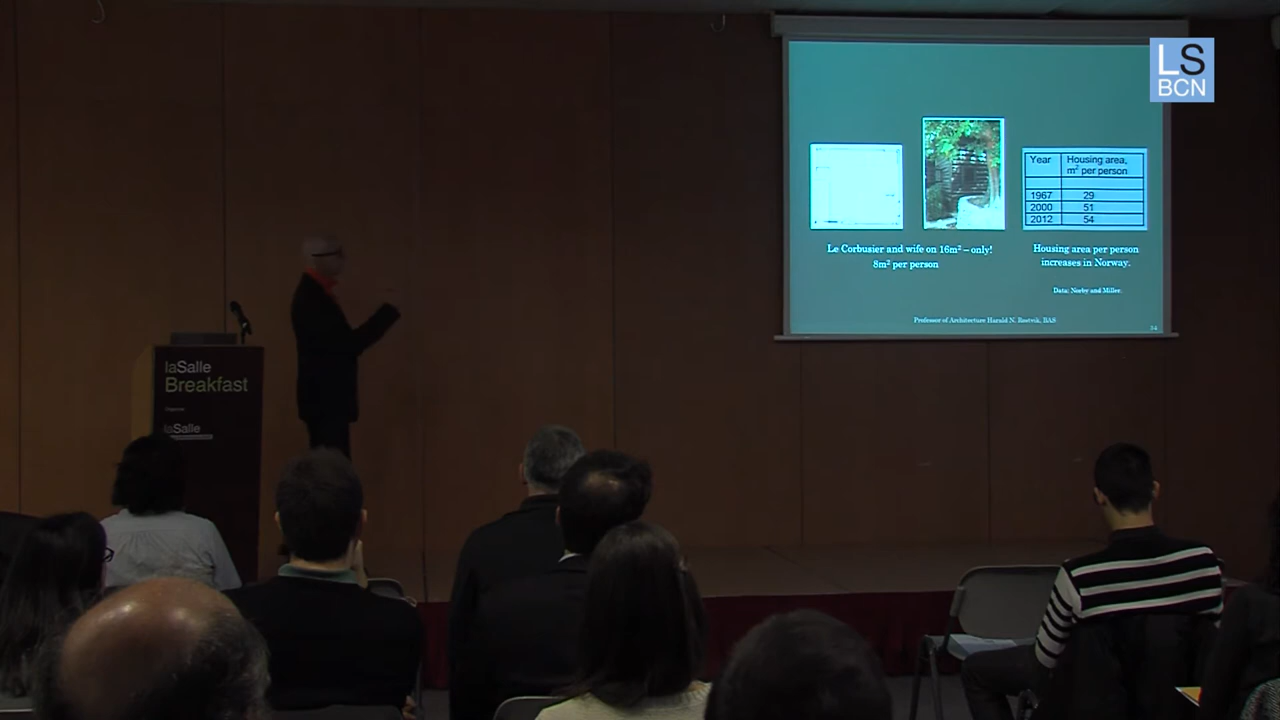 LS
BCN
Year
Housing area,
m² per person
1967 29
2000 51
2012 54
Le Corbusier and wife on 16m² – only!
8m² per person
Housing area per person
increases in Norway.
Data: Norby and Miller.
Professor of Architecture Harald N. Røstvik, BAS
34
laSalle
Breakfast
laSalle